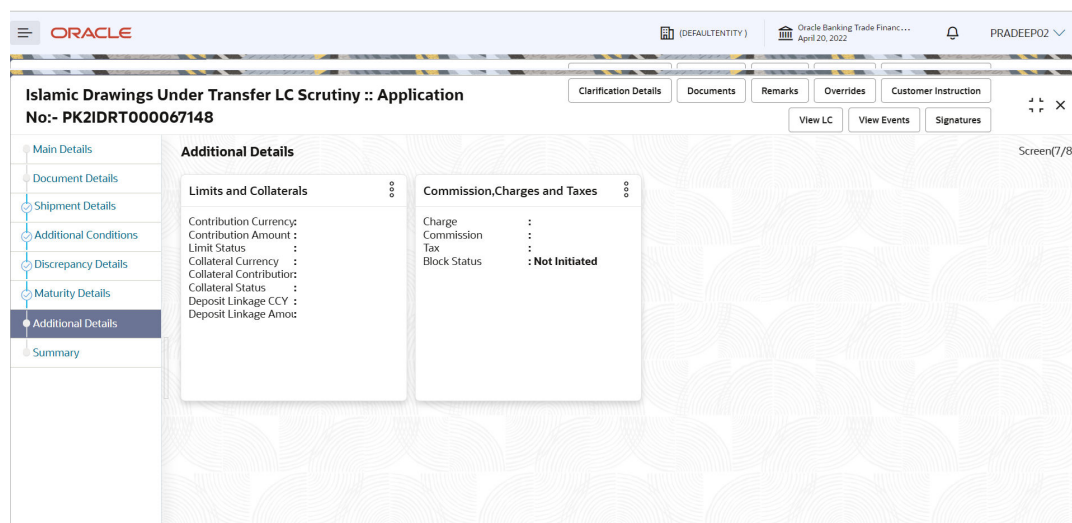 ORACLE
(DEFAULTENTITY )
Oracle Banking Trade Financ...
April 20, 2022
PRADEEP02
Islamic Drawings Under Transfer LC Scrutiny :: Application
No:- PK2IDRT000067148
Clarification Details
Documents
Remarks
Overrides
Customer Instruction
View LC
View Events
Signatures
Main Details
Document Details
Shipment Details
Additional Conditions
Discrepancy Details
Maturity Details
Additional Details
Summary
Additional Details
Screen(7/8
Limits and Collaterals
Contribution Currency:
Contribution Amount :
Limit Status :
Collateral Currency :
Collateral Contribution:
Collateral Status :
Deposit Linkage CCY :
Deposit Linkage Amou:
Commission,Charges and Taxes
Charge :
Commission :
Tax :
Block Status : Not Initiated